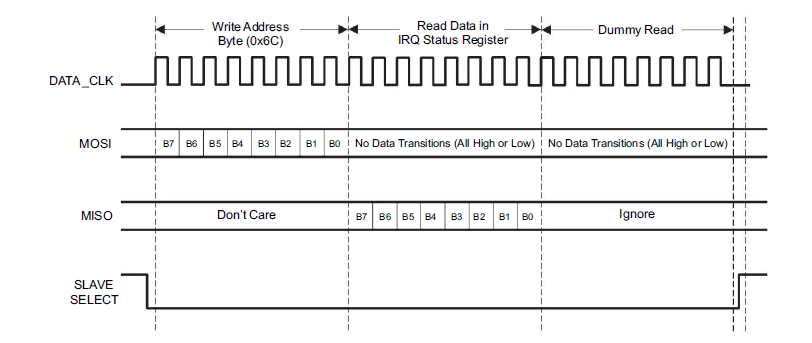 Write Address
Byte (0x6C)
Read Data in
IRQ Status Register
Dummy Read
DATA_CLK
MOSI
B7 B6 B5 B4 B3 B2 B1 B0
No Data Transitions (All High or Low)
No Data Transitions (All High or Low)
MISO
Don't Care
B7 B6 B5 B4 B3 B2 B1 B0
Ignore
SLAVE
SELECT